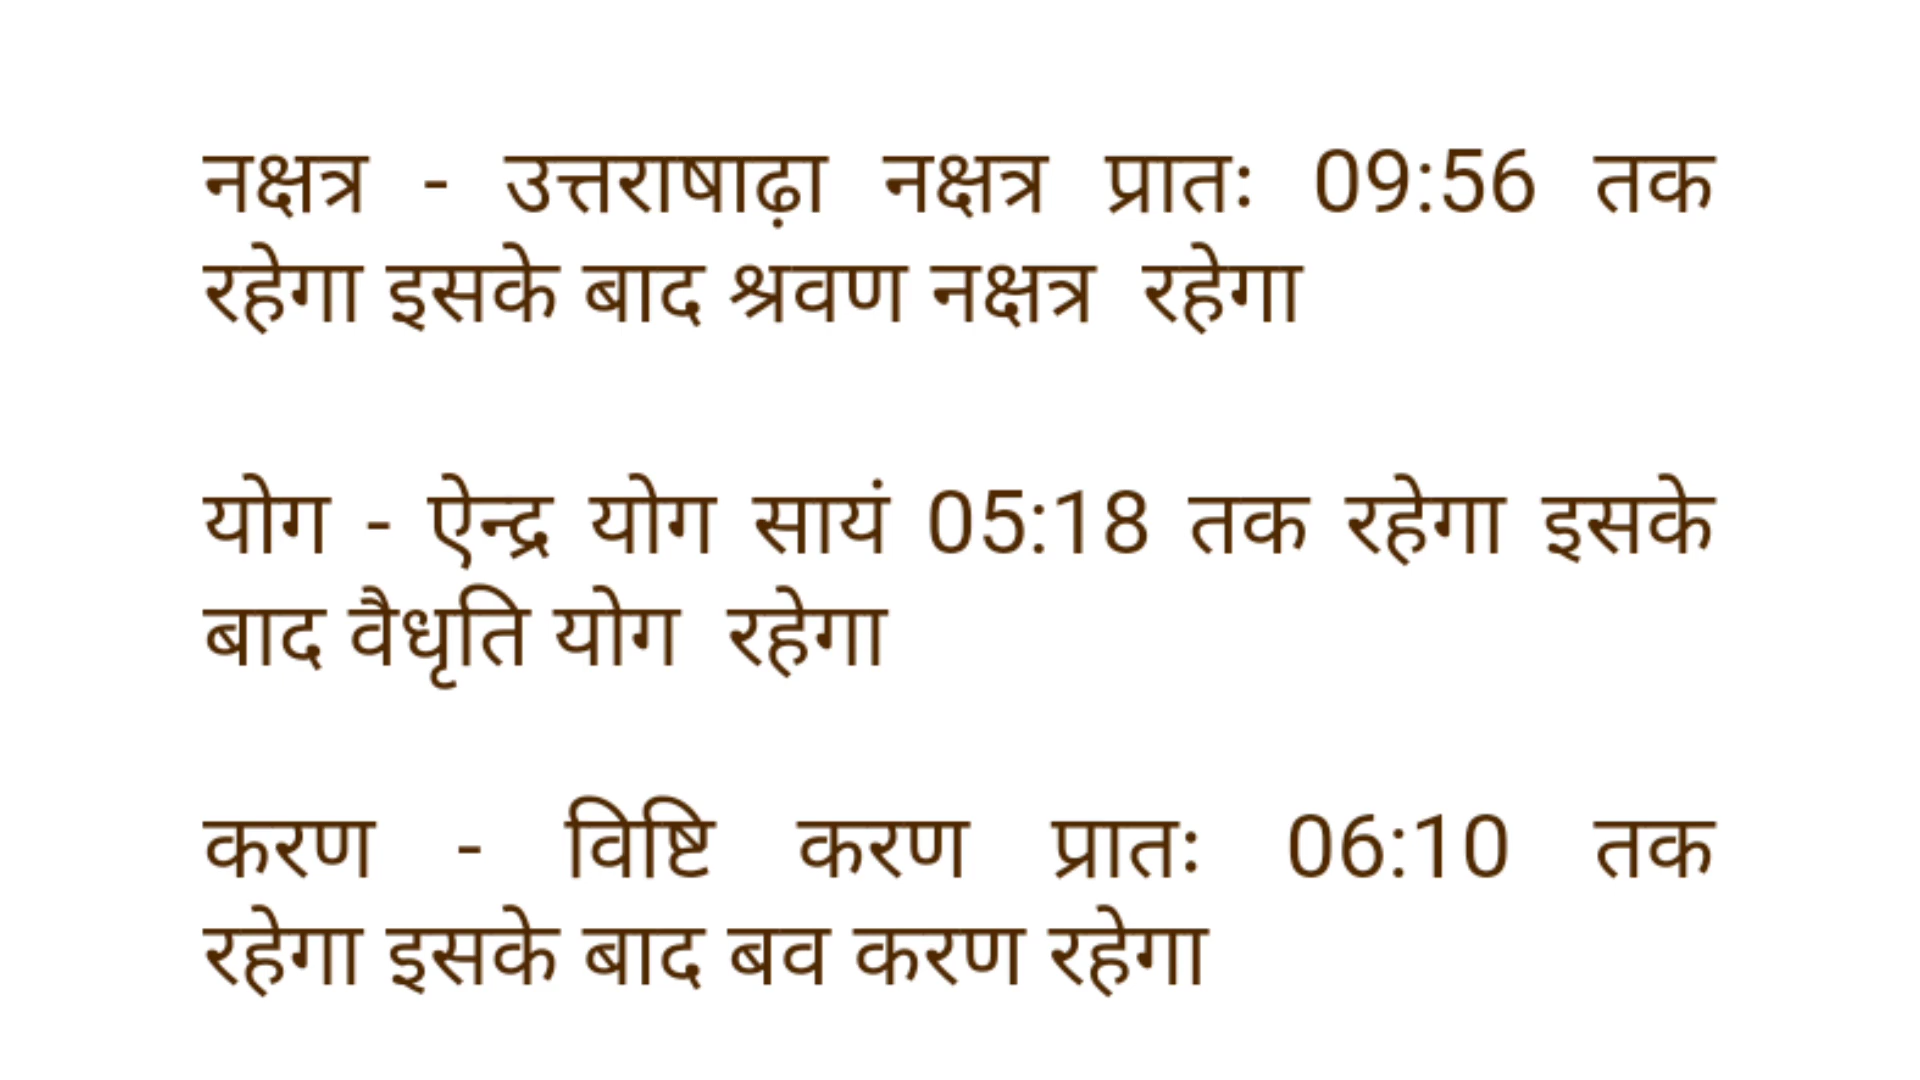 नक्षत्र - उत्तराषाढ़ा नक्षत्र प्रातः 09:56 तक
रहेगा इसके बाद श्रवण नक्षत्र  रहेगा
योग - ऐन्द्र योग सायं 05:18 तक रहेगा इसके
बाद वैधृति योग  रहेगा
करण - विष्टि करण प्रातः 06:10 तक
रहेगा इसके बाद बव करण रहेगा